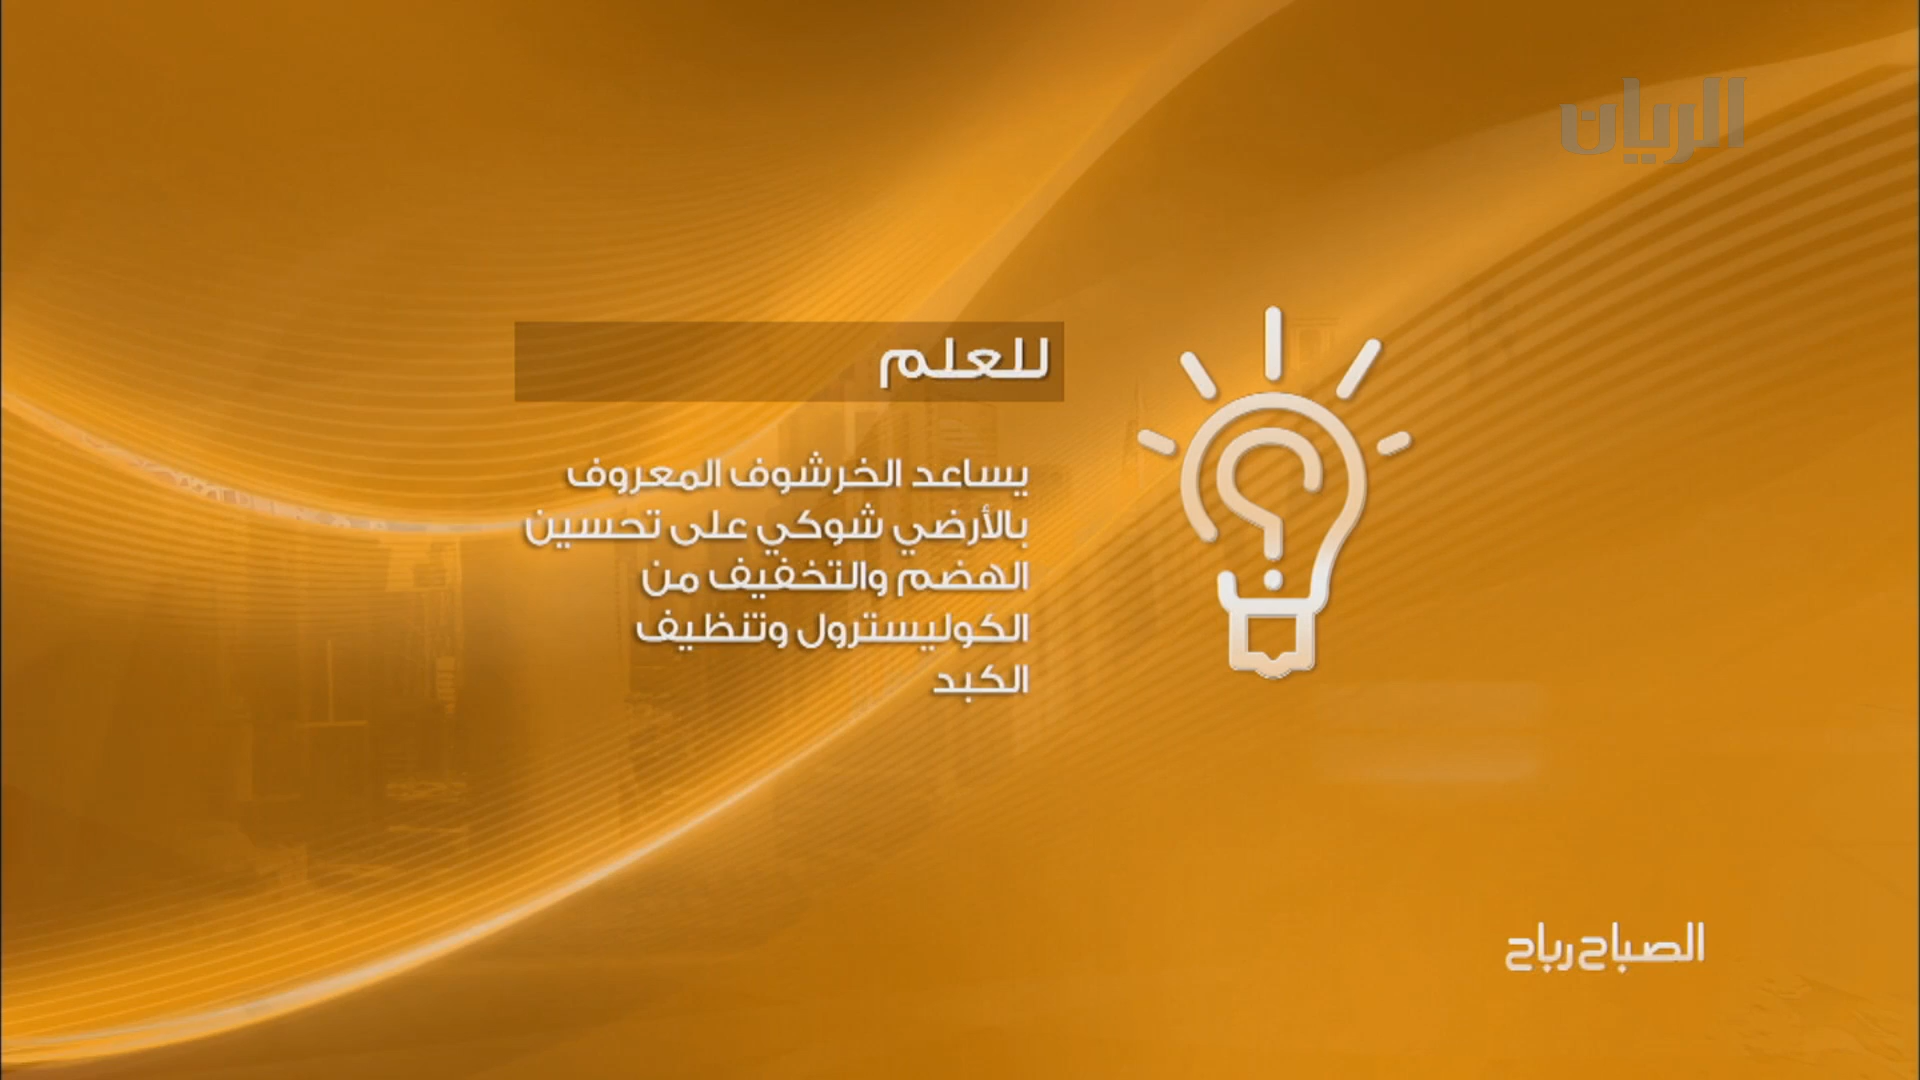 الريان
للعلم
يساعد الخرشوف المعروف
بالأرضي شوكي على تحسين
الهضم والتخفيف من
الكوليسترول وتنظيف
الكبد
الصباح رباح